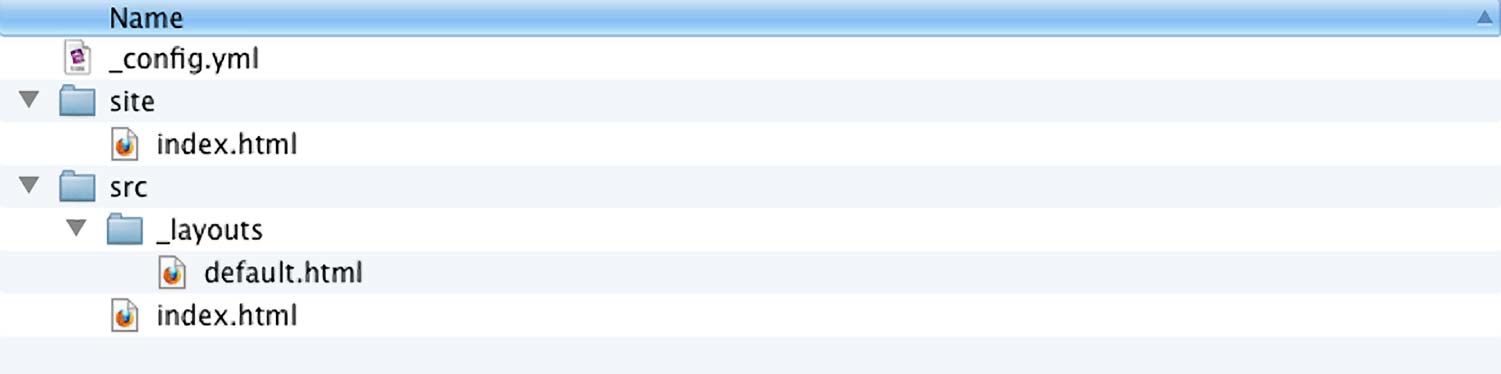 Name
_config.yml
site
index.html
src
_layouts
default.html
index.html